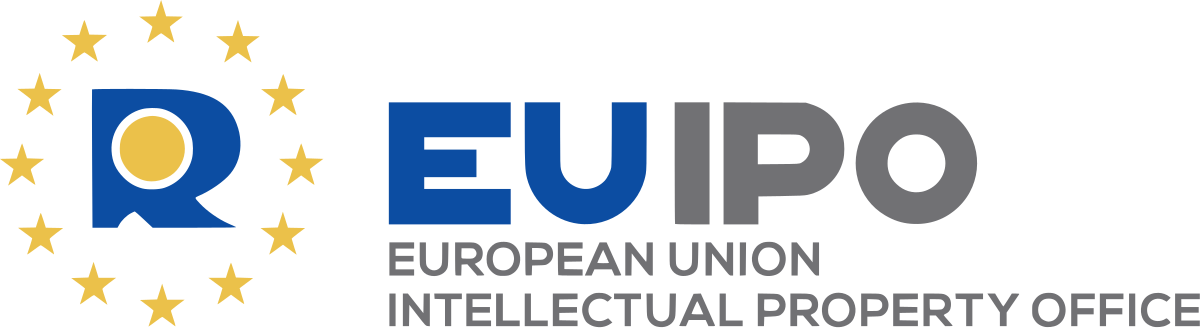 R
EUIPO
EUROPEAN UNION
INTELLECTUAL PROPERTY OFFICE